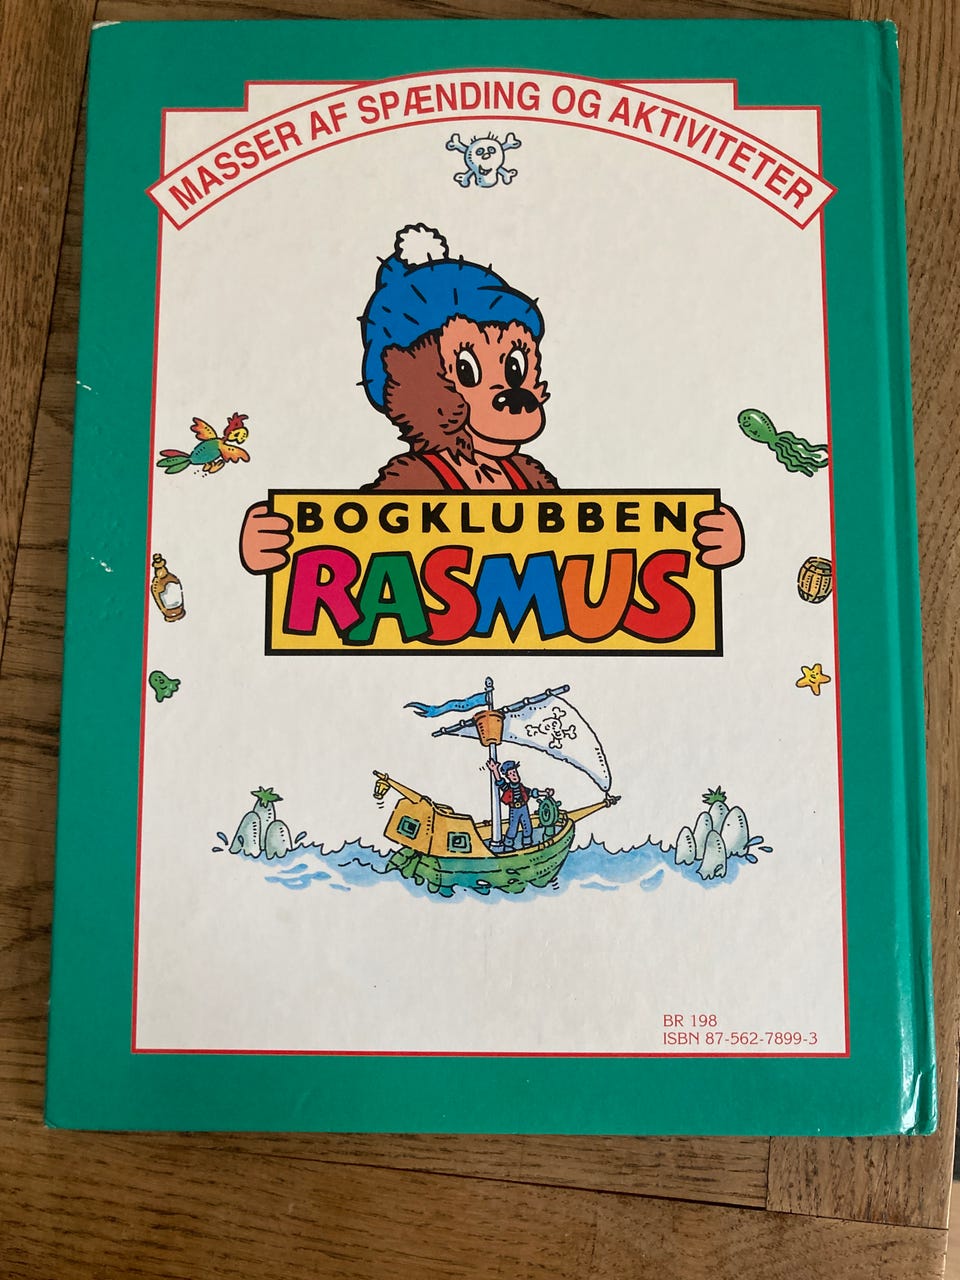 MASSER AF SPÆNDING OG AKTIVITETER
BOGKLUBBEN
RASMUS
BR 198
ISBN 87-562-7899-3